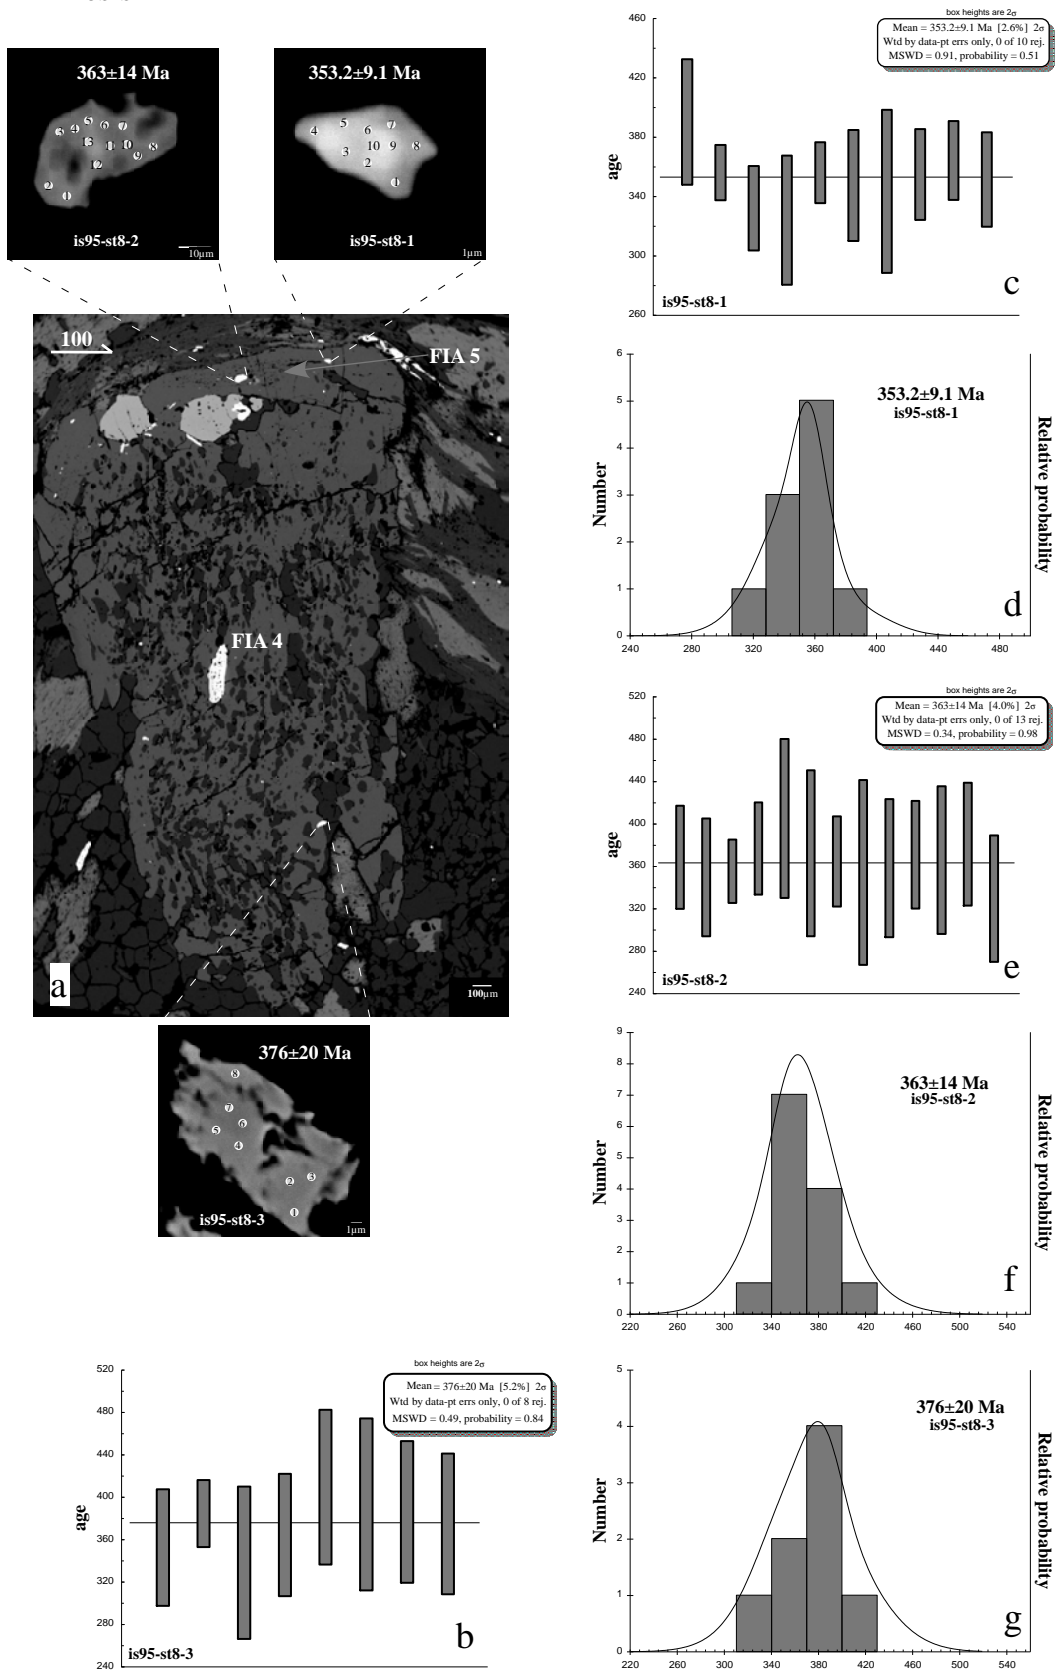 363±14 Ma
5 6 7
3 4
13 11 10 8
9
12
2
1
is95-st8-2
10µm
353.2±9.1 Ma
5 7
4 6
10 9 8
3
2
1
is95-st8-1
1µm
100
FIA 5
FIA 4
a
100µm
376±20 Ma
8
7
6
5
4
3
2
1
is95-st8-3
1µm
box heights are 2σ
Mean = 376±20 Ma [5.2%] 2σ
Wtd by data-pt errs only, 0 of 8 rej.
MSWD = 0.49, probability = 0.84
520
480
440
400
360
320
280
240
age
is95-st8-3
b
box heights are 2σ
Mean = 353.2±9.1 Ma [2.6%] 2σ
Wtd by data-pt errs only, 0 of 10 rej.
MSWD = 0.91, probability = 0.51
460
420
380
340
300
260
age
is95-st8-1
c
6
5
4
3
2
1
0
Number
353.2±9.1 Ma
is95-st8-1
Relative probability
d
240 280 320 360 400 440 480
box heights are 2σ
Mean = 363±14 Ma [4.0%] 2σ
Wtd by data-pt errs only, 0 of 13 rej.
MSWD = 0.34, probability = 0.98
520
480
440
400
360
320
280
240
age
is95-st8-2
e
9
8
7
6
5
4
3
2
1
0
Number
363±14 Ma
is95-st8-2
Relative probability
f
220 260 300 340 380 420 460 500 540
5
4
3
2
1
0
Number
376±20 Ma
is95-st8-3
Relative probability
g
220 260 300 340 380 420 460 500 540